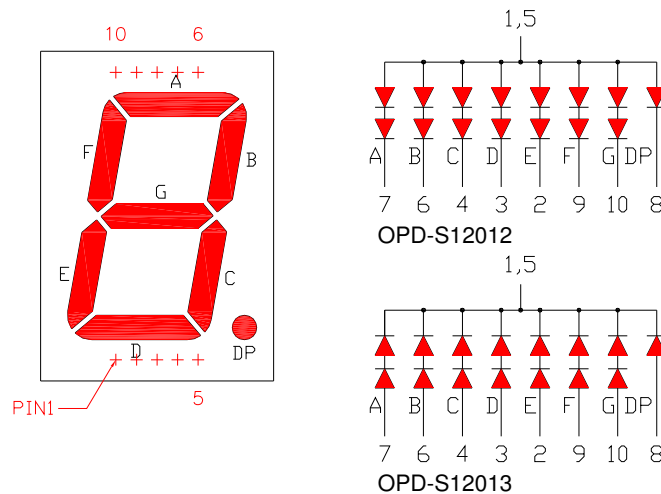 10 6
A
F
B
G
E
C
D
DP
PIN1
5
1,5
A B C D E F G DP
7 6 4 3 2 9 10 8
OPD-S12012
1,5
A B C D E F G DP
7 6 4 3 2 9 10 8
OPD-S12013